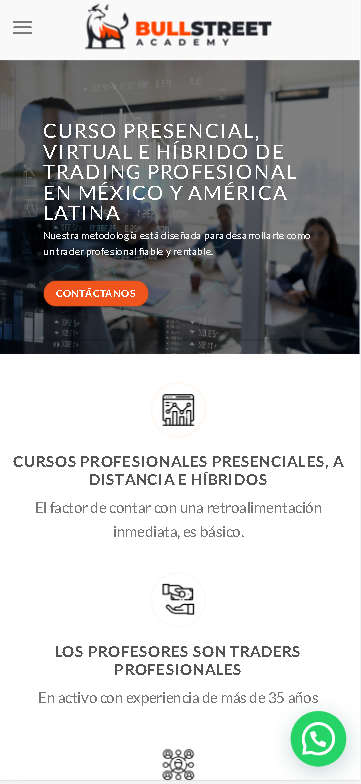 BULLSTREET
ACADEMY
CURSO PRESENCIAL,
VIRTUAL E HÍBRIDO DE
TRADING PROFESIONAL
EN MÉXICO Y AMÉRICA
LATINA
Nuestra metodología está diseñada para desarrollarte como
un trader profesional fiable y rentable.
CONTÁCTANOS
CURSOS PROFESIONALES PRESENCIALES, A
DISTANCIA E HÍBRIDOS
El factor de contar con una retroalimentación
inmediata, es básico.
LOS PROFESORES SON TRADERS
PROFESIONALES
En activo con experiencia de más de 35 años